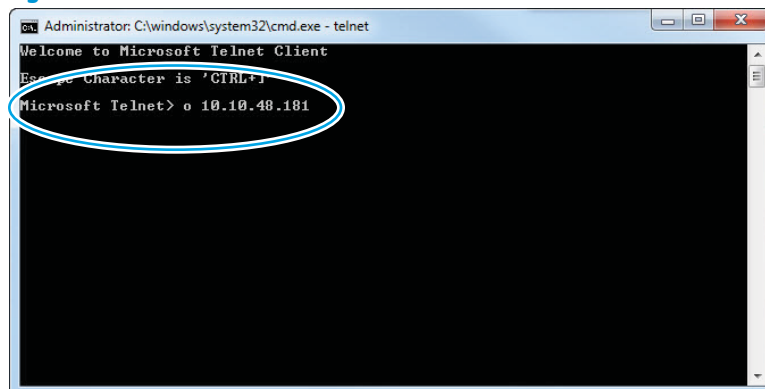 Administrator: C:\windows\system32\cmd.exe - telnet
Welcome to Microsoft Telnet Client
Escape Character is 'CTRL+]'
Microsoft Telnet> o 10.10.48.181